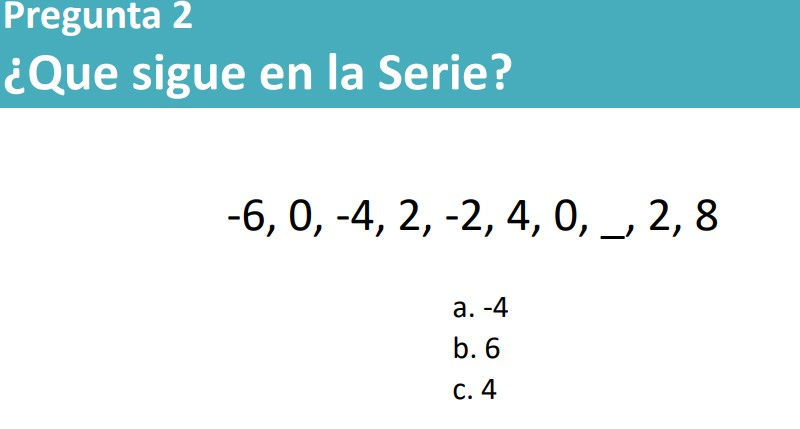 Pregunta 2
¿Que sigue en la Serie?
-6, 0, -4, 2, -2, 4, 0, _, 2, 8
a. -4
b. 6
c. 4